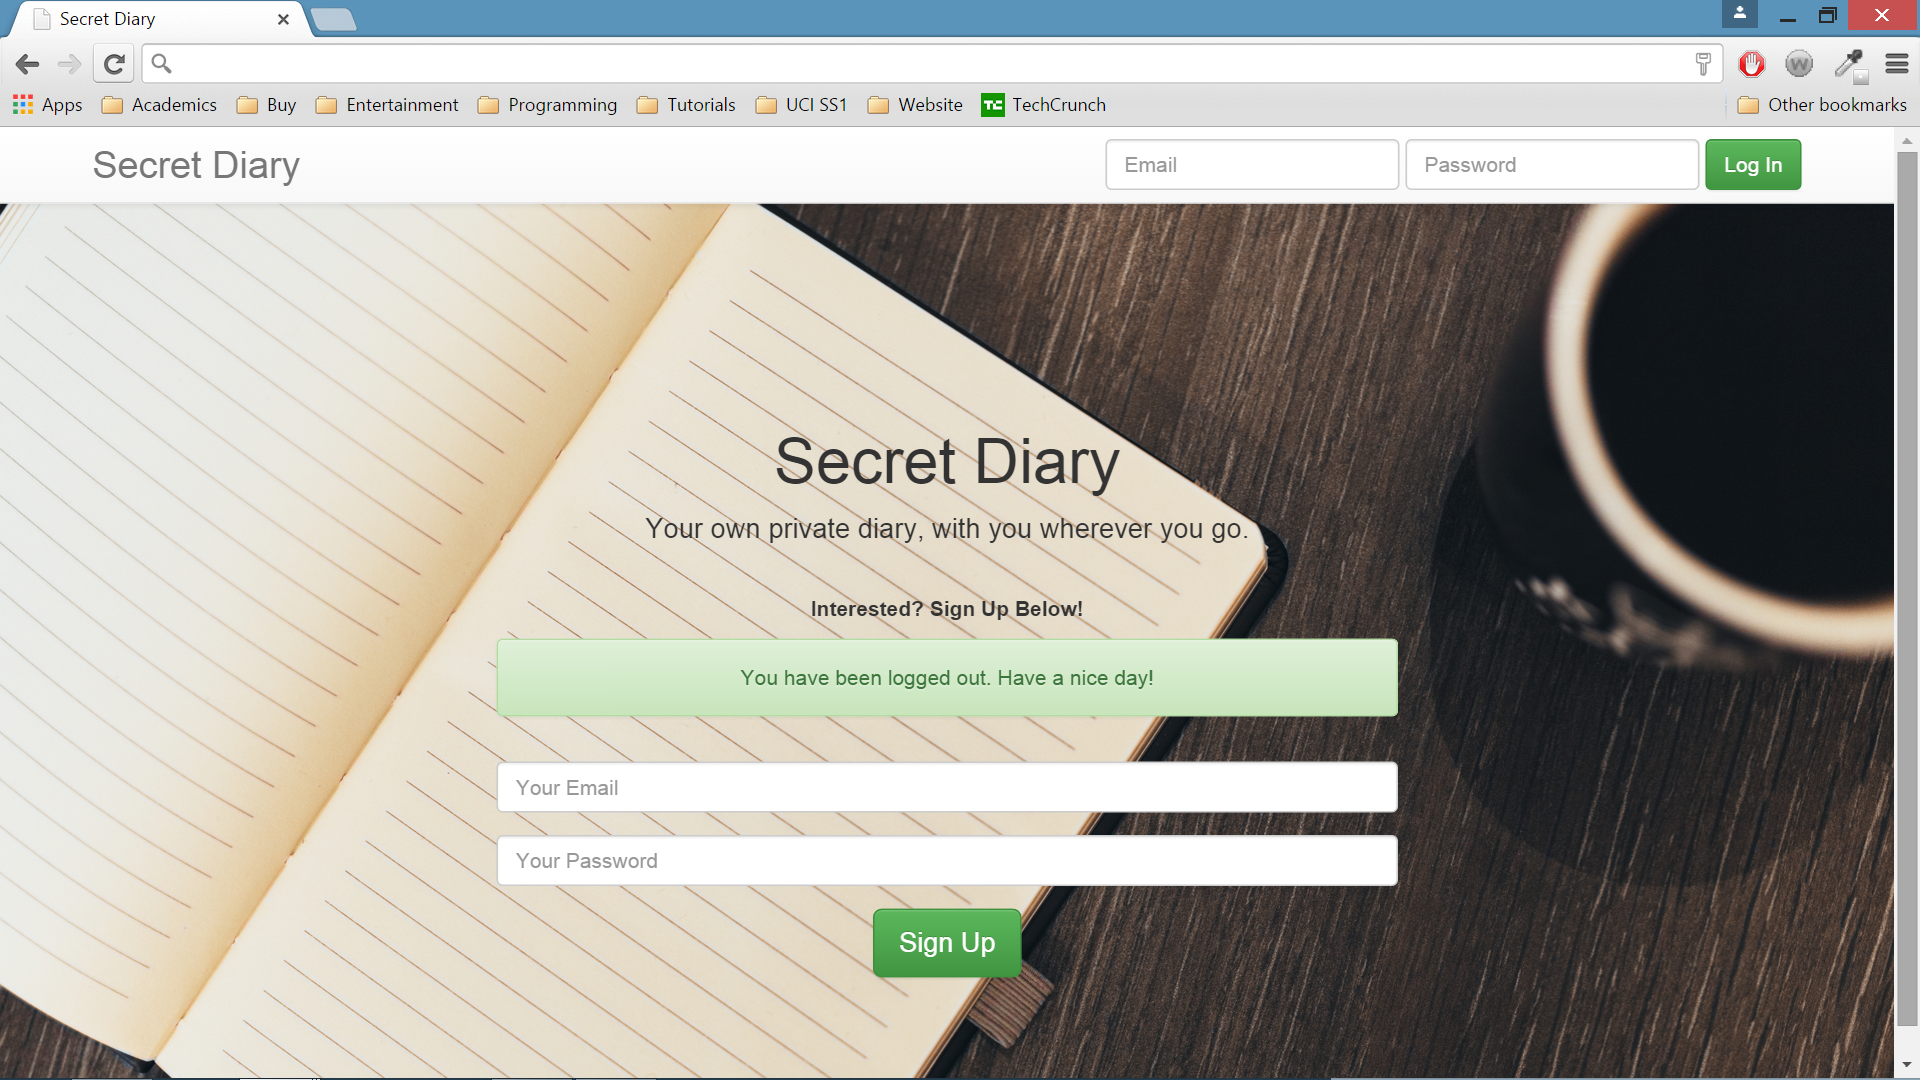 Secret Diary
Apps Academics Buy Entertainment Programming Tutorials UCI SS1 Website TechCrunch Other bookmarks
Secret Diary Email Password Log In
Secret Diary
Your own private diary, with you wherever you go.
Interested? Sign Up Below!
You have been logged out. Have a nice day!
Your Email
Your Password
Sign Up